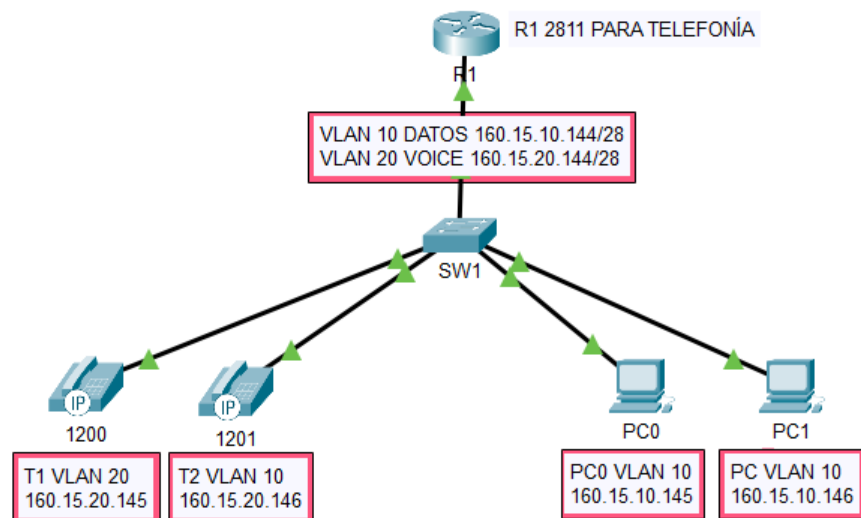 R1 2811 PARA TELEFONÍA
R1
VLAN 10 DATOS 160.15.10.144/28
VLAN 20 VOICE 160.15.20.144/28
SW1
IP
1200
IP
1201
PC0
PC1
T1 VLAN 20
160.15.20.145
T2 VLAN 10
160.15.20.146
PC0 VLAN 10
160.15.10.145
PC VLAN 10
160.15.10.146